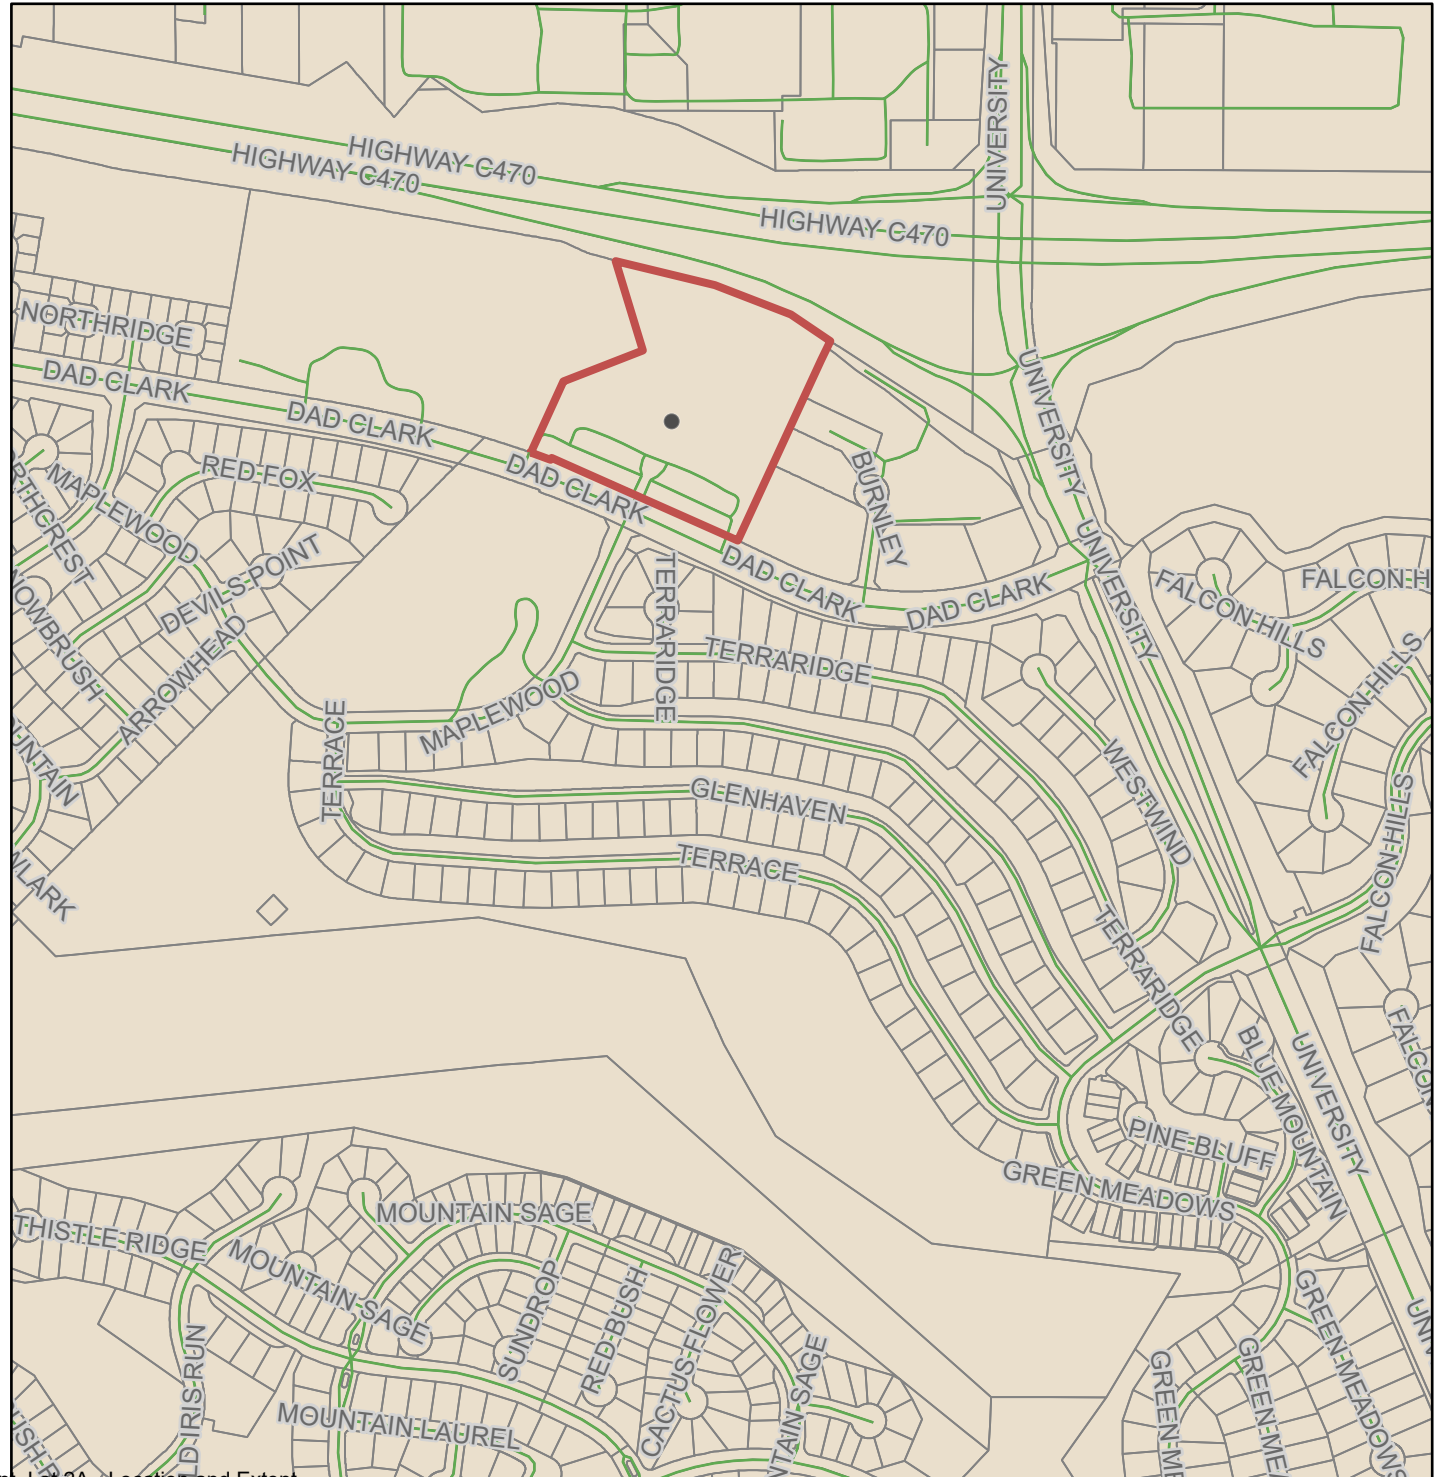 UNIVERSITY
HIGHWAY C470
HIGHWAY C470
HIGHWAY C470
NORTHRIDGE
DAD CLARK
DAD CLARK
UNIVERSITY
RED FOX
MAPLEWOOD
DAD CLARK
BURNLEY
DEVILS POINT
TERRARIDGE
DAD CLARK
DAD CLARK
UNIVERSITY
FALCON HILLS
FALCON H
ARROWHEAD
TERRARIDGE
MAPLEWOOD
TERRACE
FALCON HILLS
WESTWIND
GLENHAVEN
FALCON HILLS
TERRACE
TERRARIDGE
BLUE MOUNTAIN
UNIVERSITY
PINE BLUFF
GREEN MEADOWS
MOUNTAIN SAGE
THISTLE RIDGE
MOUNTAIN SAGE
SUNDROP
RED BUSH
CACTUS FLOWER
GREEN MEADOWS
MOUNTAIN LAUREL